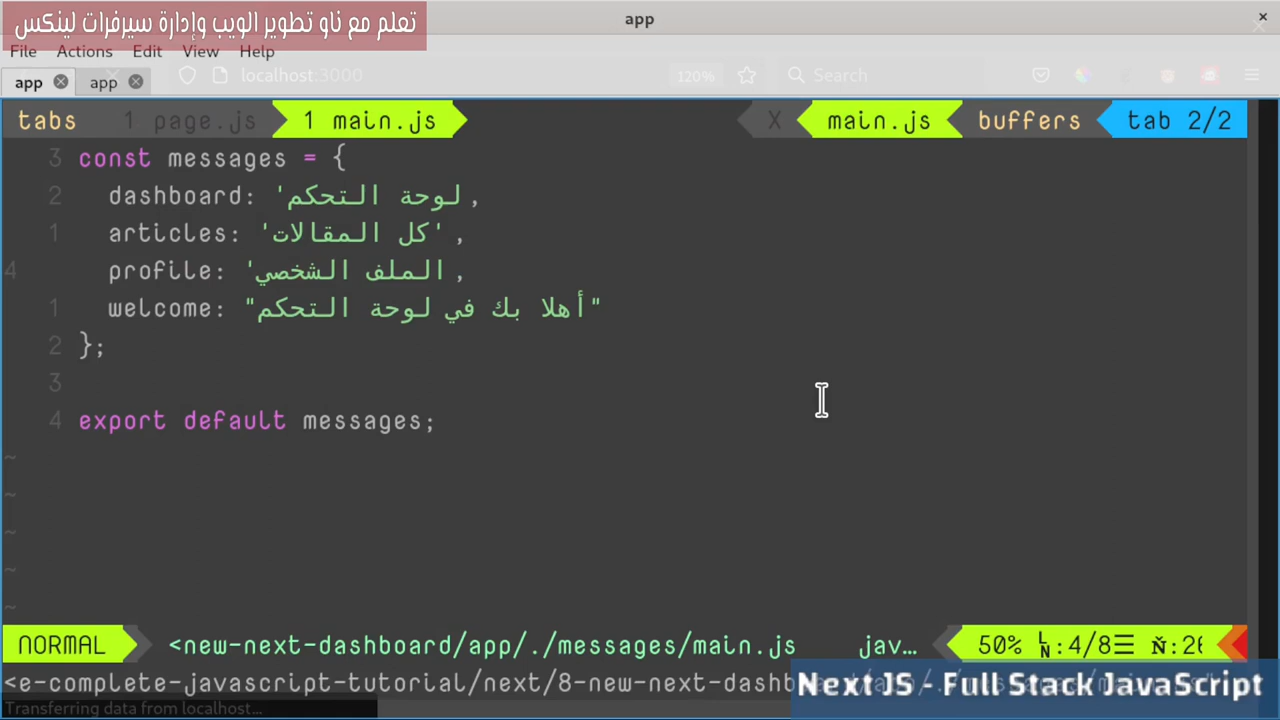 تعلم مع ناو تطوير الويب وإدارة سيرفرات لينكس
app
File Actions Edit View Help
app app
localhost:3000 120% Search
tabs 1 page.js 1 main.js X main.js buffers tab 2/2
3 const messages = {
2 dashboard: 'لوحة التحكم,
1 articles: 'كل المقالات',
4 profile: 'الملف الشخصي,
1 welcome: "أهلا بك في لوحة التحكم"
2 };
3
4 export default messages;
~
~
~
~
~
NORMAL <new-next-dashboard/app/./messages/main.js jav… 50% LN:4/8☰ Ñ:26
<e-complete-javascript-tutorial/next/8-new-next-dashb
Next JS - Full Stack JavaScript
Transferring data from localhost…